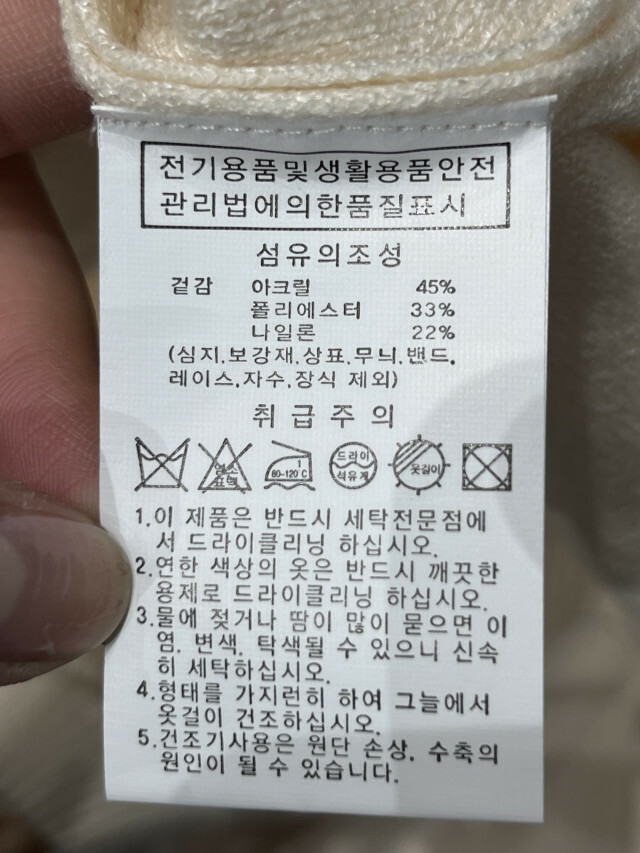 전기용품및생활용품안전
관리법에의한품질표시
섬유의조성
겉감 아크릴 45%
폴리에스터 33%
나일론 22%
(심지,보강재,상표,무늬,밴드,
레이스,자수,장식 제외)
취급주의
염소
표백
1
80-120℃
드라이
석유계
옷걸이
1.이 제품은 반드시 세탁전문점에
서 드라이클리닝 하십시오.
2.연한 색상의 옷은 반드시 깨끗한
용제로 드라이클리닝 하십시오.
3.물에 젖거나 땀이 많이 묻으면 이
염, 변색, 탁색될 수 있으니 신속
히 세탁하십시오.
4.형태를 가지런히 하여 그늘에서
옷걸이 건조하십시오.
5.건조기사용은 원단 손상, 수축의
원인이 될 수 있습니다.